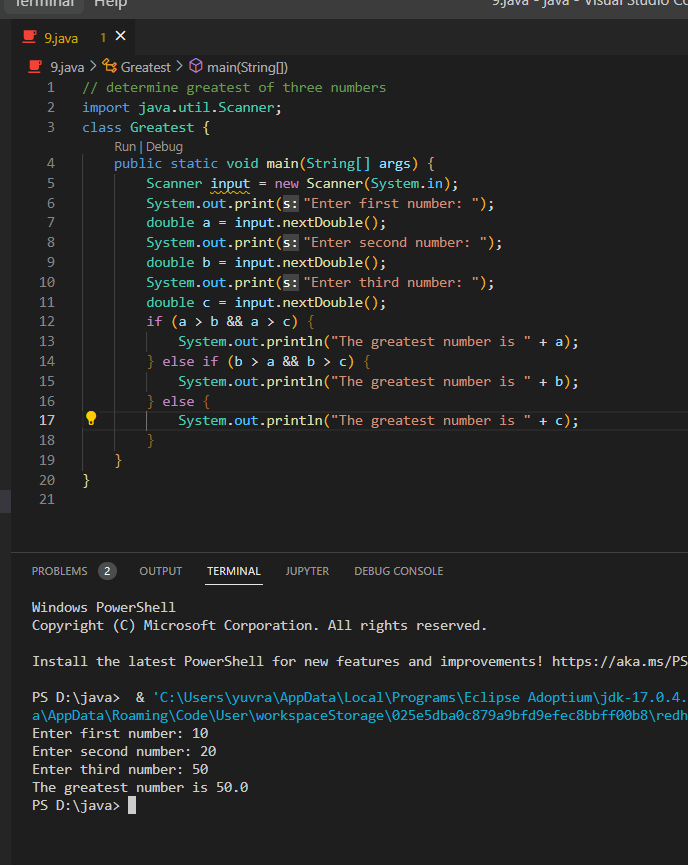 Terminal Help
9.java - java - Visual Studio
9.java 1
9.java > Greatest > main(String[])
1 // determine greatest of three numbers
2 import java.util.Scanner;
3 class Greatest {
Run | Debug
4 public static void main(String[] args) {
5 Scanner input = new Scanner(System.in);
6 System.out.print(s: "Enter first number: ");
7 double a = input.nextDouble();
8 System.out.print(s: "Enter second number: ");
9 double b = input.nextDouble();
10 System.out.print(s: "Enter third number: ");
11 double c = input.nextDouble();
12 if (a > b && a > c) {
13 System.out.println("The greatest number is " + a);
14 } else if (b > a && b > c) {
15 System.out.println("The greatest number is " + b);
16 } else {
17 System.out.println("The greatest number is " + c);
18 }
19 }
20 }
21
PROBLEMS 2 OUTPUT TERMINAL JUPYTER DEBUG CONSOLE
Windows PowerShell
Copyright (C) Microsoft Corporation. All rights reserved.
Install the latest PowerShell for new features and improvements! https://aka.ms/PS
PS D:\java> & 'C:\Users\yuvra\AppData\Local\Programs\Eclipse Adoptium\jdk-17.0.4.
a\AppData\Roaming\Code\User\workspaceStorage\025e5dba0c879a9bfd9efec8bbff00b8\redh
Enter first number: 10
Enter second number: 20
Enter third number: 50
The greatest number is 50.0
PS D:\java>